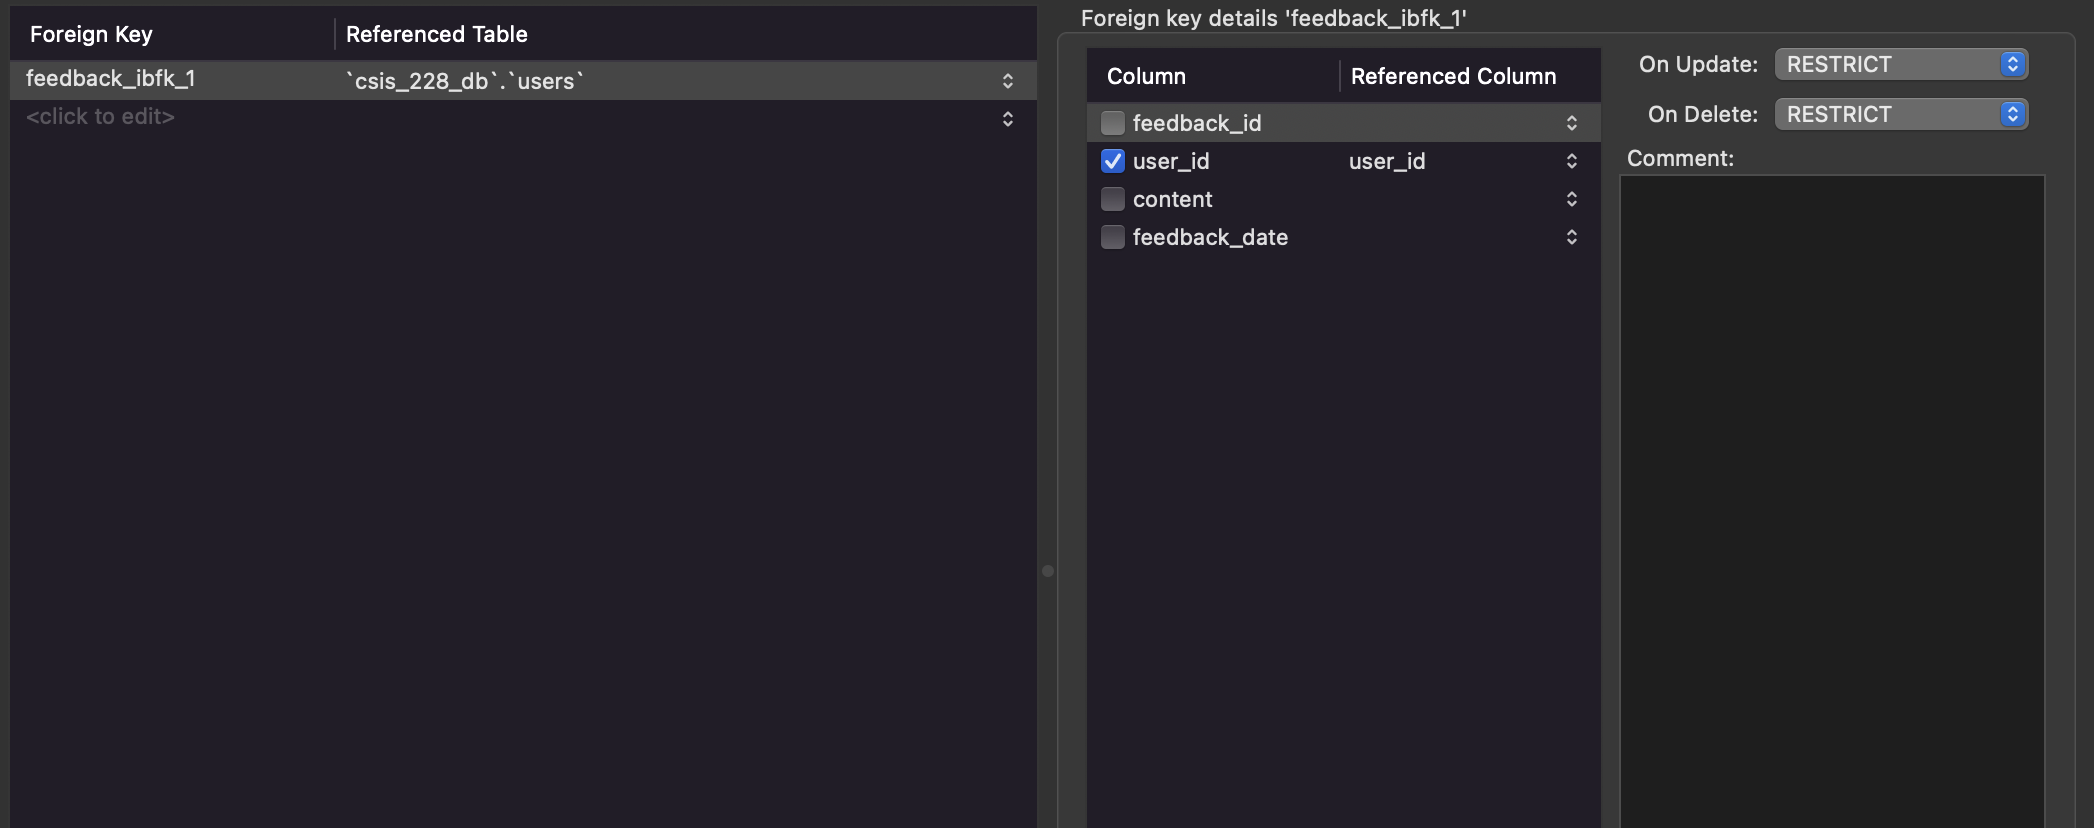 Foreign Key Referenced Table
feedback_ibfk_1 `csis_228_db`.`users`
<click to edit>
Foreign key details 'feedback_ibfk_1'
Column Referenced Column
feedback_id
user_id user_id
content
feedback_date
On Update: RESTRICT
On Delete: RESTRICT
Comment: